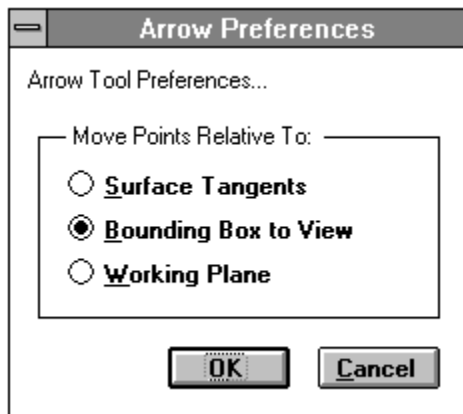 Arrow Preferences
Arrow Tool Preferences...
Move Points Relative To:
Surface Tangents
Bounding Box to View
Working Plane
OK
Cancel